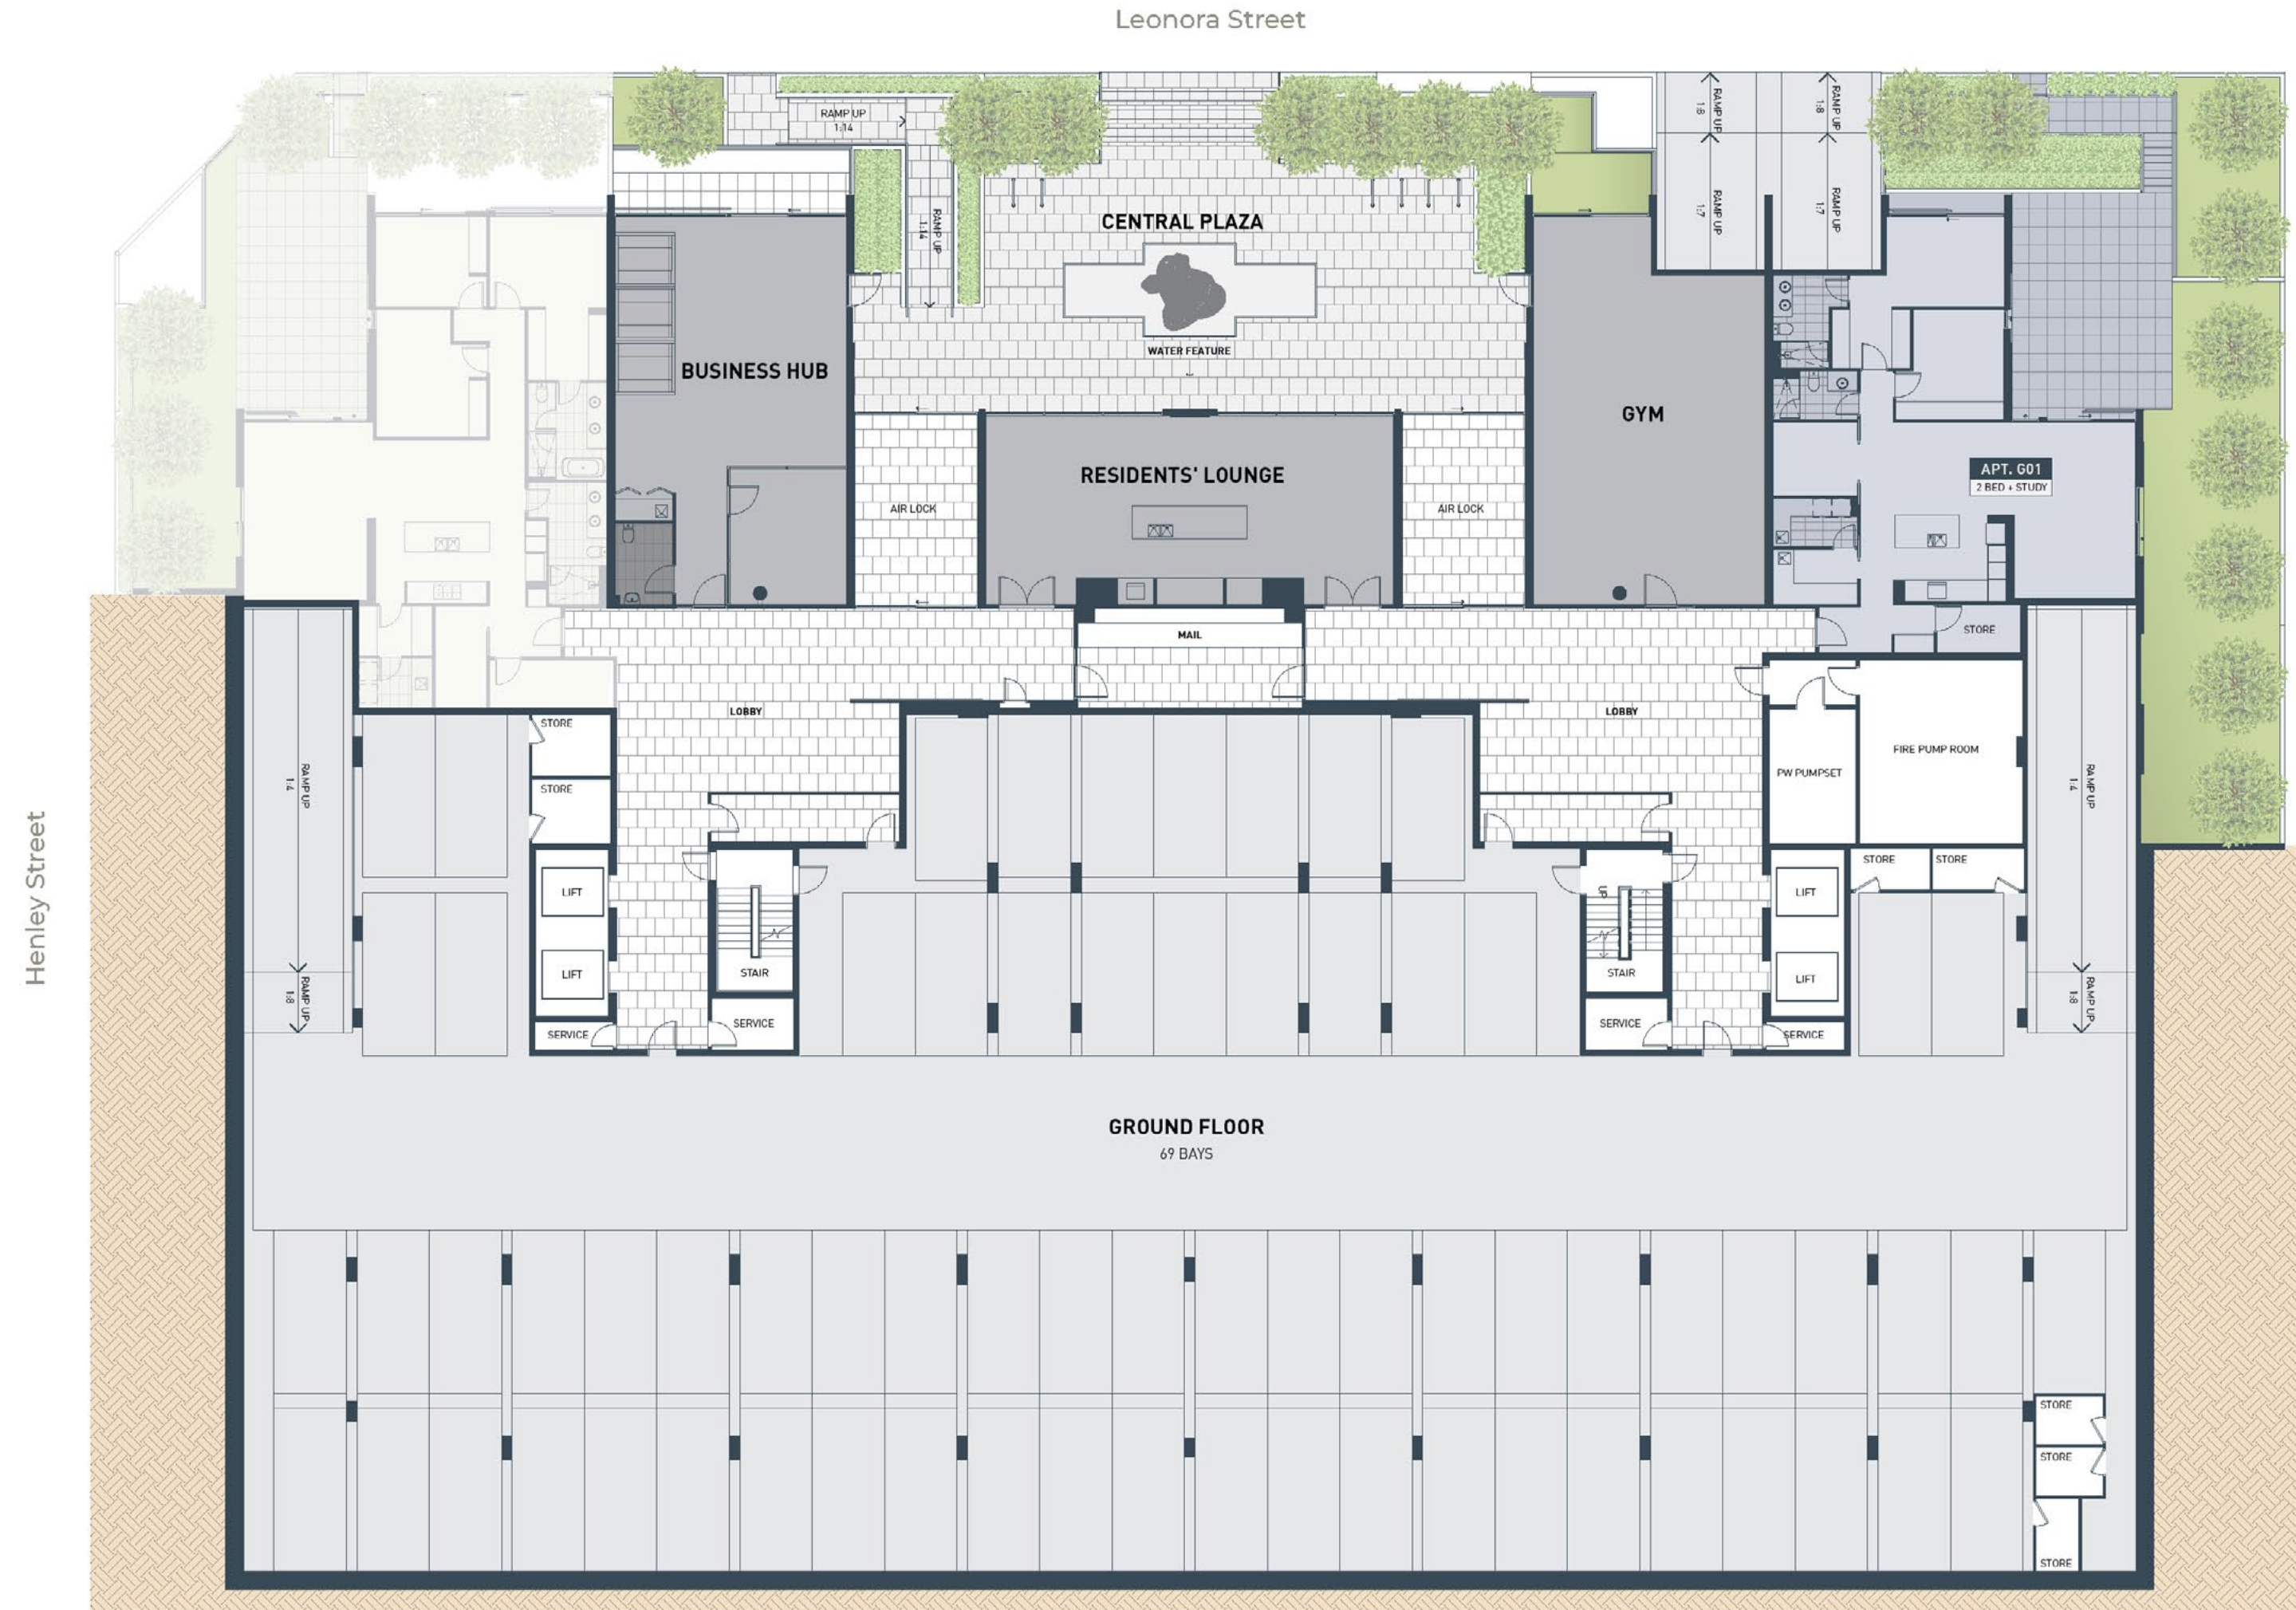 Leonora Street
RAMP UP
1:14
RAMP UP
1:8
RAMP UP
1:8
RAMP UP
1:14
RAMP UP
1:7
RAMP UP
1:7
CENTRAL PLAZA
WATER FEATURE
BUSINESS HUB
GYM
RESIDENTS' LOUNGE
APT. G01
2 BED + STUDY
AIR LOCK
AIR LOCK
MAIL
STORE
LOBBY
LOBBY
STORE
FIRE PUMP ROOM
PW PUMPSET
RAMP UP
1:4
RAMP UP
1:4
STORE
STORE
STORE
LIFT
UP
LIFT
Henley Street
LIFT
STAIR
STAIR
LIFT
RAMP UP
1:8
RAMP UP
1:8
SERVICE
SERVICE
SERVICE
SERVICE
GROUND FLOOR
69 BAYS
STORE
STORE
STORE